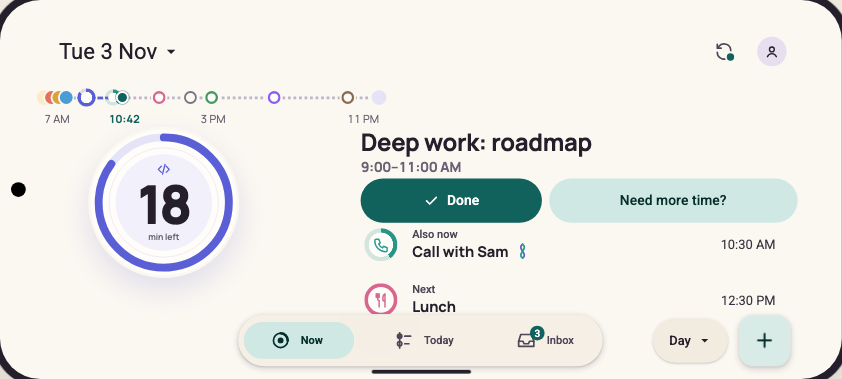 Tue 3 Nov
7 AM
10:42
3 PM
11 PM
18
min left
Deep work: roadmap
9:00–11:00 AM
Done
Need more time?
Also now
Call with Sam
10:30 AM
Next
Lunch
12:30 PM
Now
Today
3
Inbox
Day